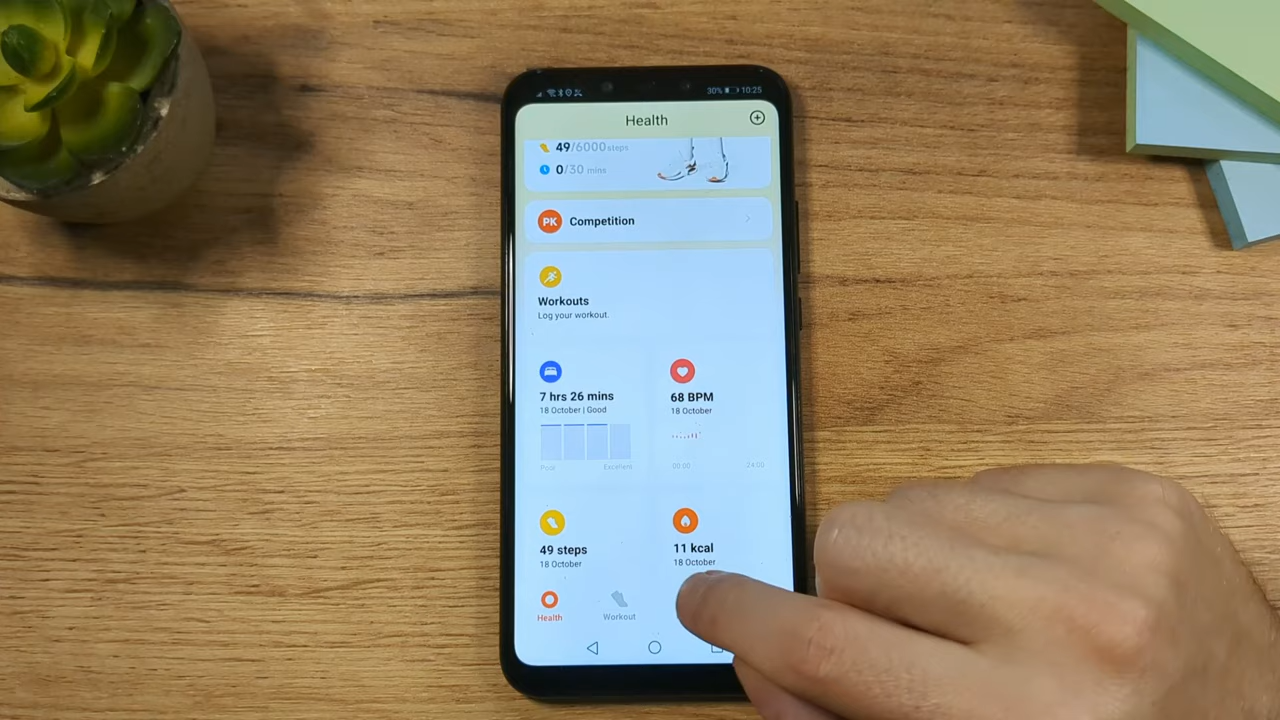 30% 10:25
Health
49/6000 steps
0/30 mins
PK Competition
Workouts
Log your workout.
7 hrs 26 mins
18 October | Good
Poor Excellent
68 BPM
18 October
00:00 24:00
49 steps
18 October
11 kcal
18 October
Health Workout